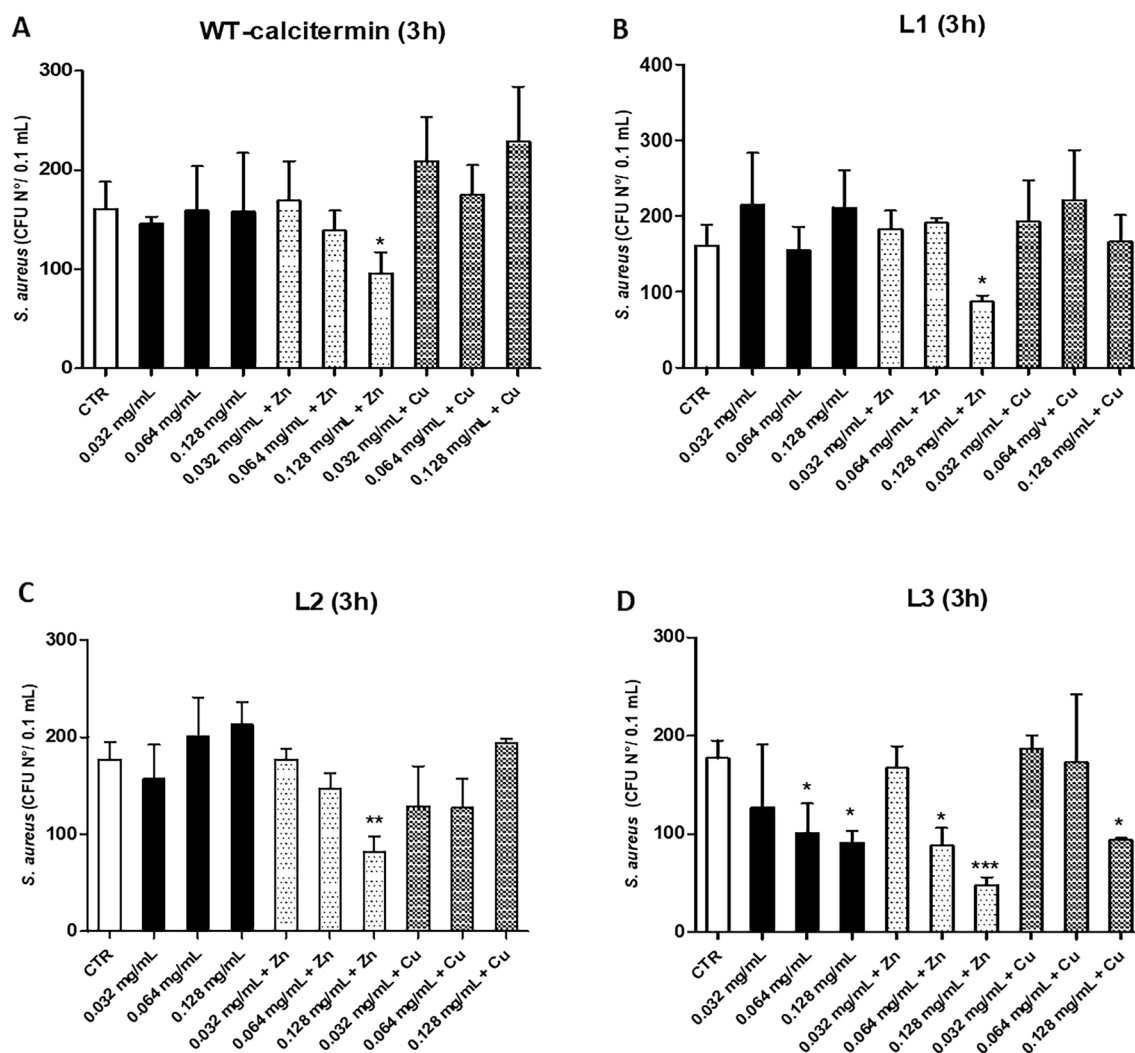 A
WT-calcitermin (3h)
S. aureus (CFU N°/ 0.1 mL)
300
200
100
0
*
CTR
0.032 mg/mL
0.064 mg/mL
0.128 mg/mL
0.032 mg/mL + Zn
0.064 mg/mL + Zn
0.128 mg/mL + Zn
0.032 mg/mL + Cu
0.064 mg/mL + Cu
0.128 mg/mL + Cu
B
L1 (3h)
S. aureus (CFU N°/ 0.1 mL)
400
300
200
100
0
*
CTR
0.032 mg/mL
0.064 mg/mL
0.128 mg/mL
0.032 mg/mL + Zn
0.064 mg/mL + Zn
0.128 mg/mL + Zn
0.032 mg/mL + Cu
0.064 mg/v + Cu
0.128 mg/mL + Cu
C
L2 (3h)
S. aureus (CFU N°/ 0.1 mL)
300
200
100
0
**
CTR
0.032 mg/mL
0.064 mg/mL
0.128 mg/mL
0.032 mg/mL + Zn
0.064 mg/mL + Zn
0.128 mg/mL + Zn
0.032 mg/mL + Cu
0.064 mg/mL + Cu
0.128 mg/mL + Cu
D
L3 (3h)
S. aureus (CFU N°/ 0.1 mL)
300
200
100
0
*
*
*
***
*
CTR
0.032 mg/mL
0.064 mg/mL
0.128 mg/mL
0.032 mg/mL + Zn
0.064 mg/mL + Zn
0.128 mg/mL + Zn
0.032 mg/mL + Cu
0.064 mg/mL + Cu
0.128 mg/mL + Cu